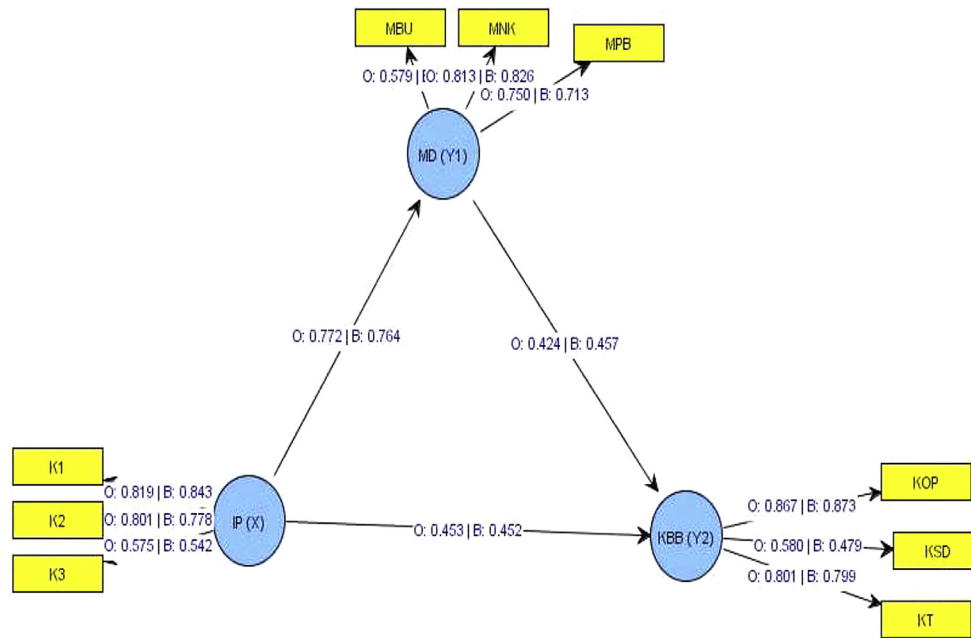 MBU
MNK
MPB
O: 0.579 | O: 0.813 | B: 0.826
O: 0.750 | B: 0.713
MD (Y1)
O: 0.772 | B: 0.764
O: 0.424 | B: 0.457
K1
O: 0.819 | B: 0.843
K2
O: 0.801 | B: 0.778
IP (X)
O: 0.575 | B: 0.542
K3
O: 0.453 | B: 0.452
KBB (Y2)
KOP
O: 0.867 | B: 0.873
O: 0.580 | B: 0.479
KSD
O: 0.801 | B: 0.799
KT